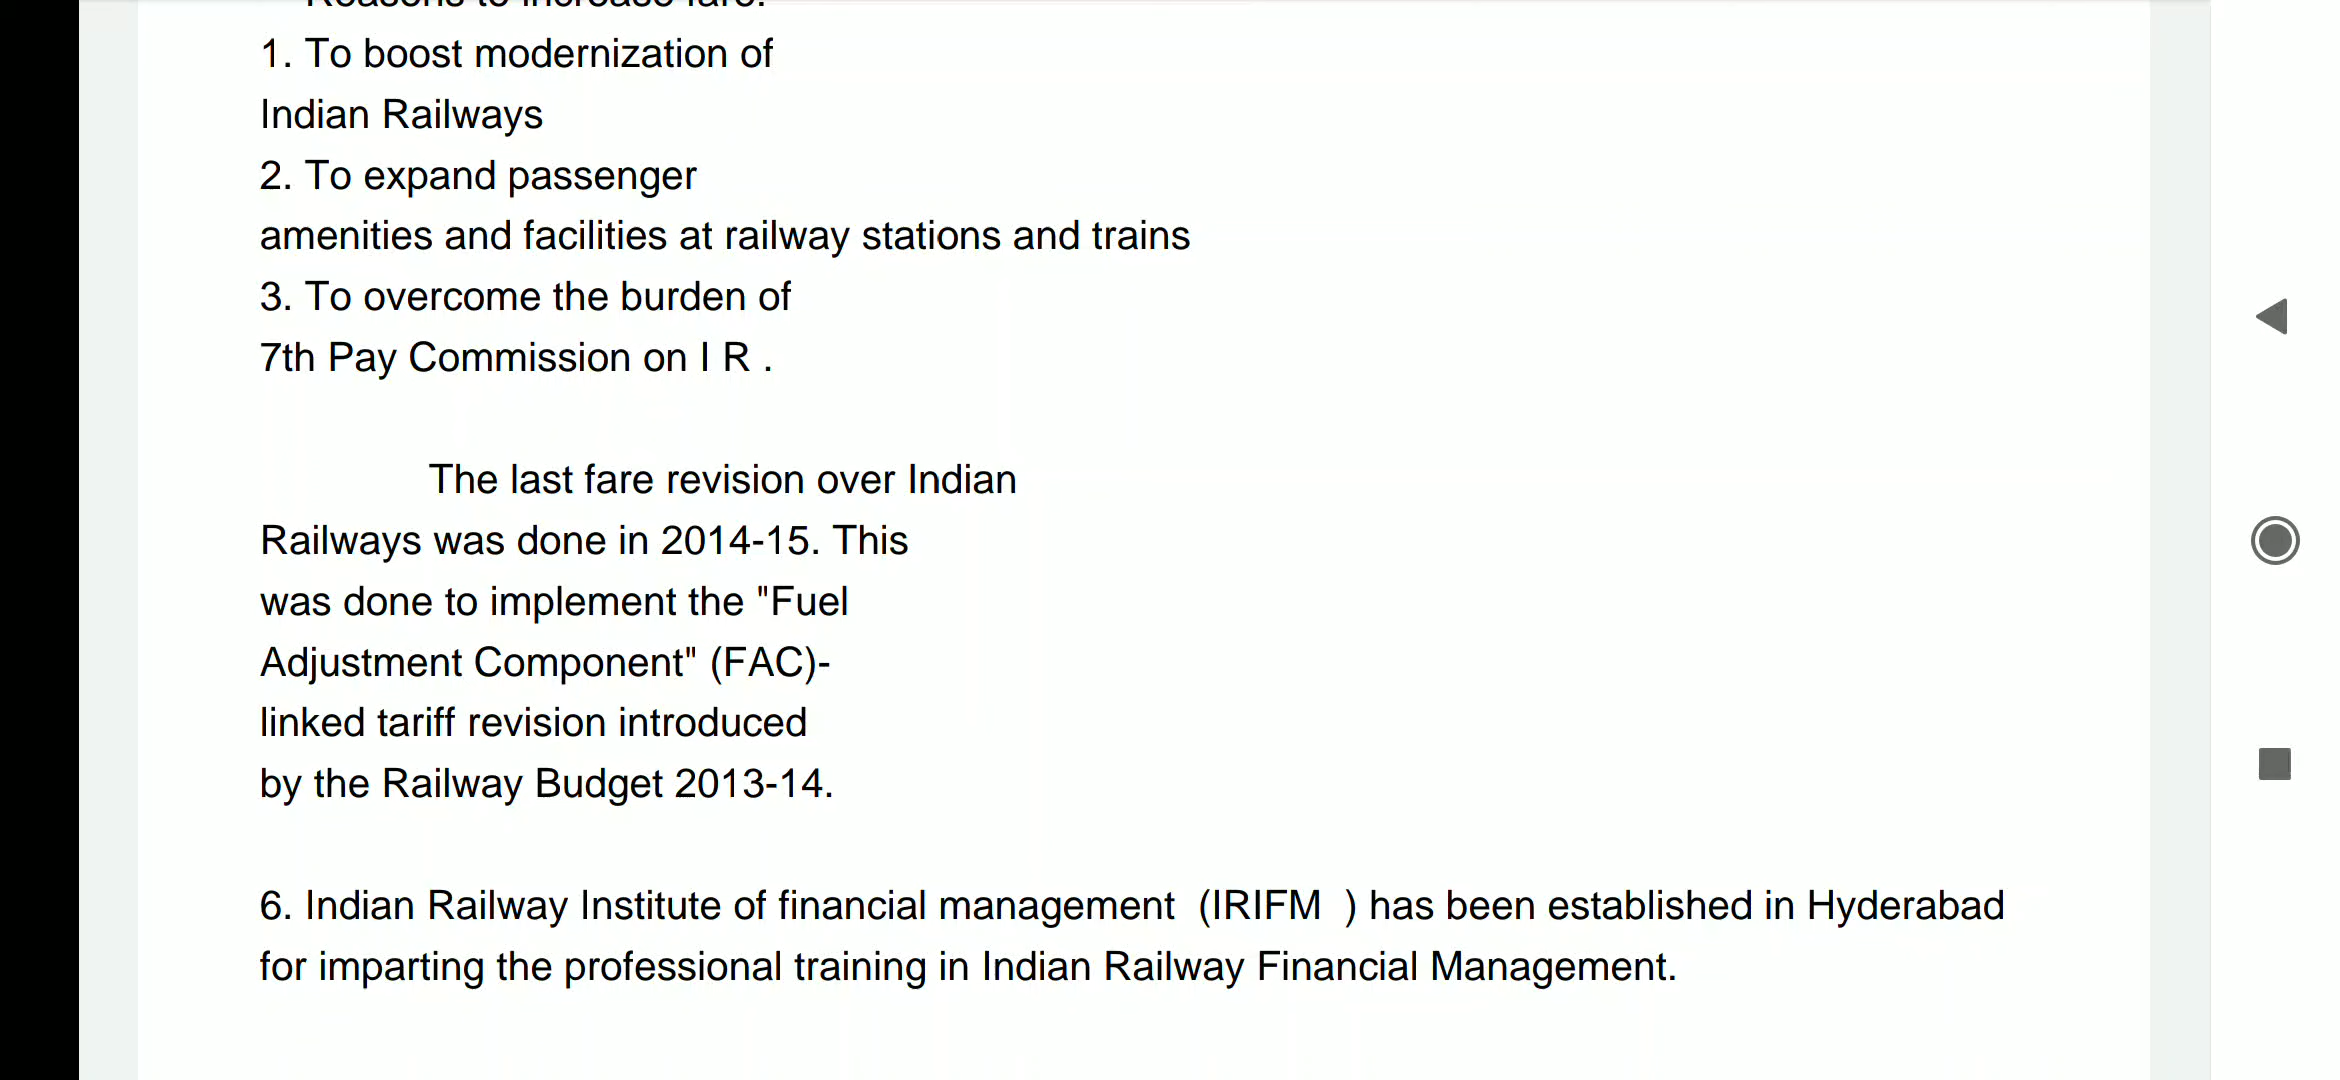 Reasons to increase fare.
1. To boost modernization of
Indian Railways
2. To expand passenger
amenities and facilities at railway stations and trains
3. To overcome the burden of
7th Pay Commission on I R .
The last fare revision over Indian
Railways was done in 2014-15. This
was done to implement the "Fuel
Adjustment Component" (FAC)-
linked tariff revision introduced
by the Railway Budget 2013-14.
6. Indian Railway Institute of financial management  (IRIFM  ) has been established in Hyderabad
for imparting the professional training in Indian Railway Financial Management.